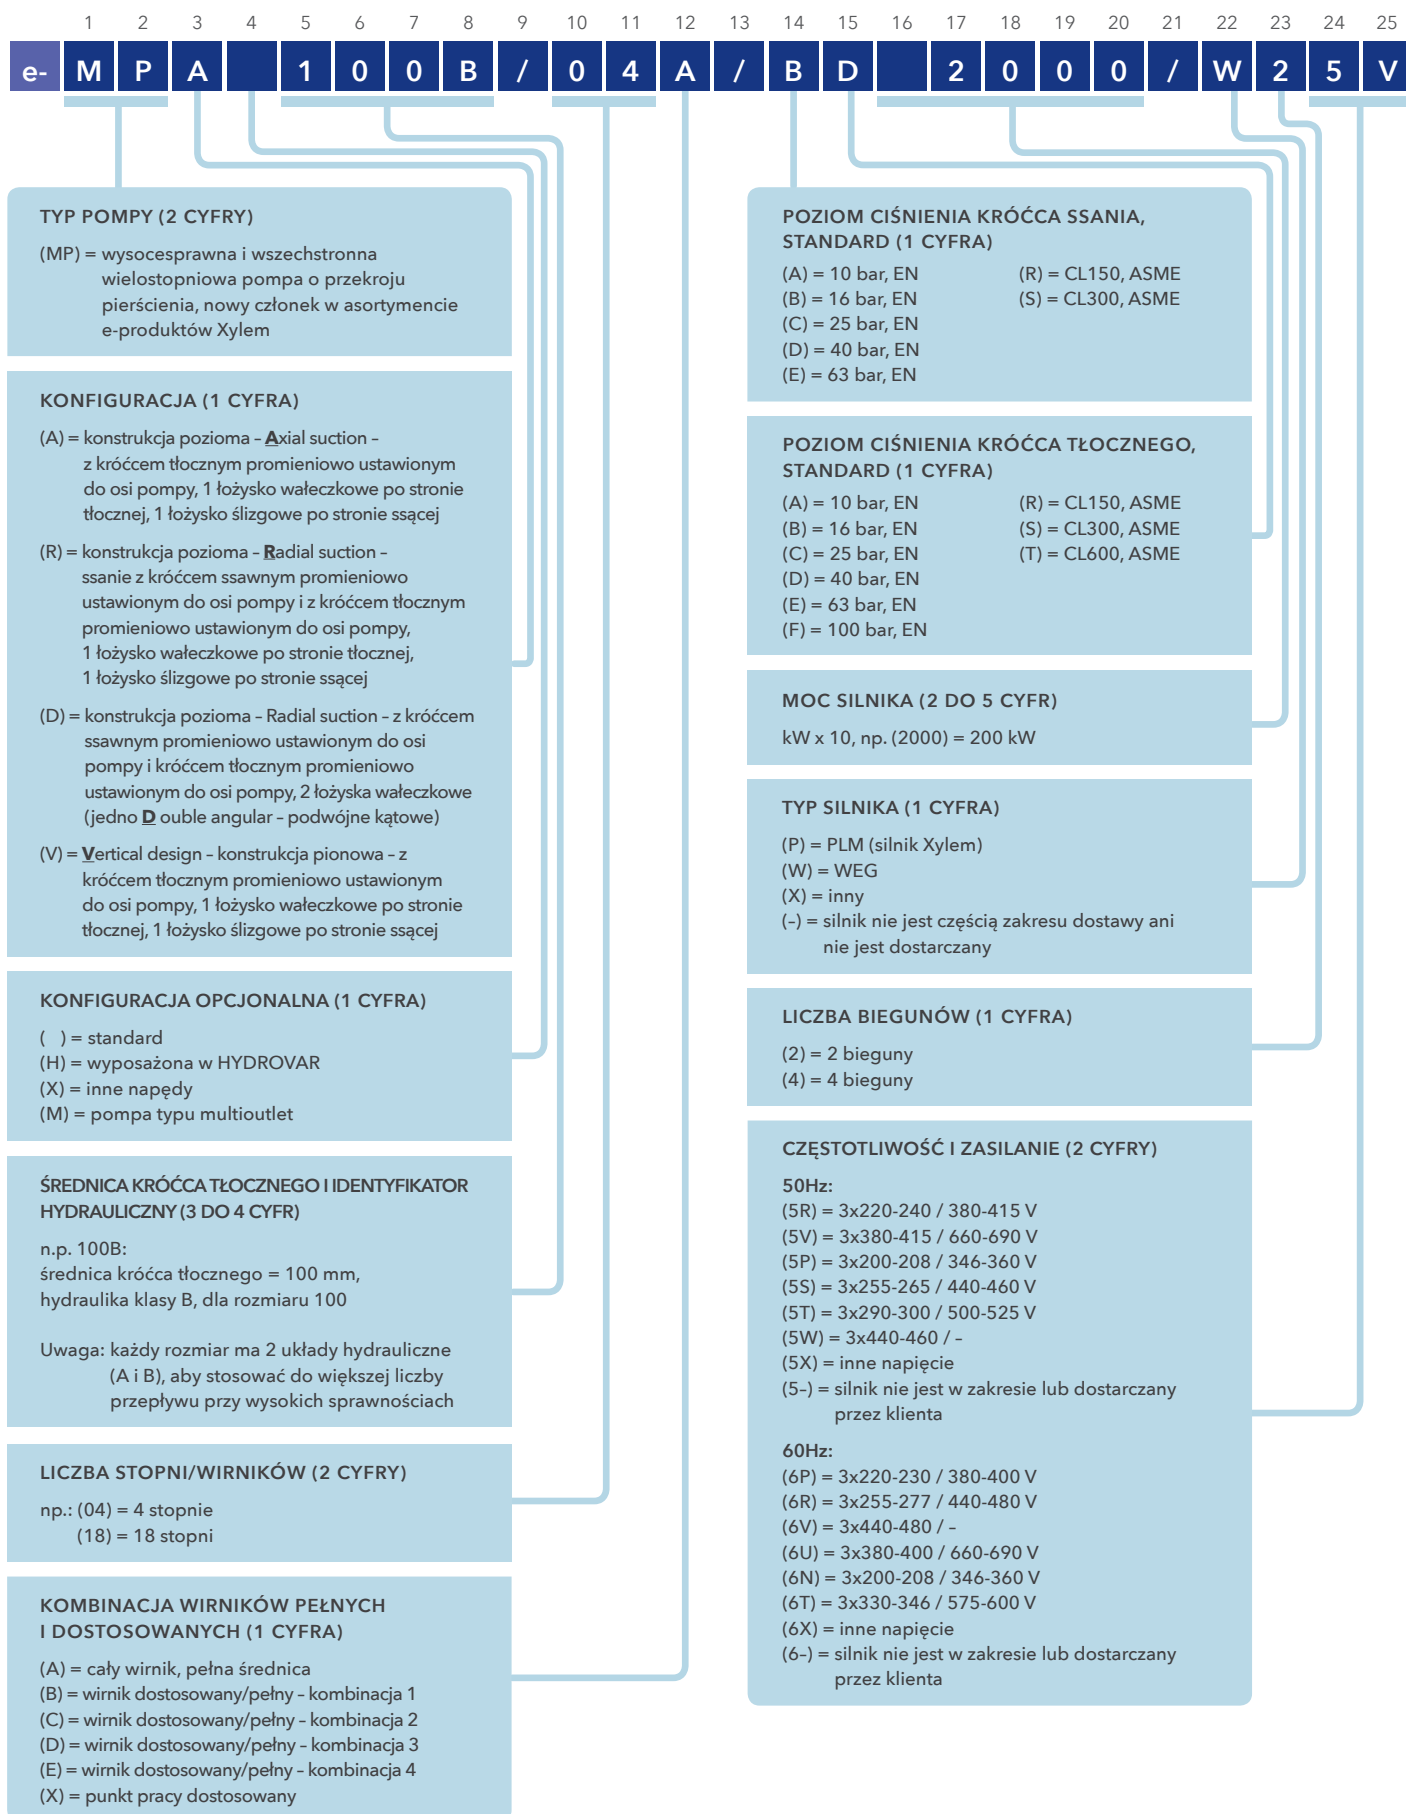 1 2 3 4 5 6 7 8 9 10 11 12 13 14 15 16 17 18 19 20 21 22 23 24 25
e- M P A 1 0 0 B / 0 4 A / B D 2 0 0 0 / W 2 5 V
TYP POMPY (2 CYFRY)
(MP) = wysocesprawna i wszechstronna
wielostopniowa pompa o przekroju
pierścienia, nowy członek w asortymencie
e-produktów Xylem
KONFIGURACJA (1 CYFRA)
(A) = konstrukcja pozioma – Axial suction –
z króćcem tłocznym promieniowo ustawionym
do osi pompy, 1 łożysko wałeczkowe po stronie
tłocznej, 1 łożysko ślizgowe po stronie ssącej
(R) = konstrukcja pozioma – Radial suction –
ssanie z króćcem ssawnym promieniowo
ustawionym do osi pompy i z króćcem tłocznym
promieniowo ustawionym do osi pompy,
1 łożysko wałeczkowe po stronie tłocznej,
1 łożysko ślizgowe po stronie ssącej
(D) = konstrukcja pozioma – Radial suction – z króćcem
ssawnym promieniowo ustawionym do osi
pompy i króćcem tłocznym promieniowo
ustawionym do osi pompy, 2 łożyska wałeczkowe
(jedno D ouble angular – podwójne kątowe)
(V) = Vertical design – konstrukcja pionowa – z
króćcem tłocznym promieniowo ustawionym
do osi pompy, 1 łożysko wałeczkowe po stronie
tłocznej, 1 łożysko ślizgowe po stronie ssącej
KONFIGURACJA OPCJONALNA (1 CYFRA)
( ) = standard
(H) = wyposażona w HYDROVAR
(X) = inne napędy
(M) = pompa typu multioutlet
ŚREDNICA KRÓĆCA TŁOCZNEGO I IDENTYFIKATOR
HYDRAULICZNY (3 DO 4 CYFR)
n.p. 100B:
średnica króćca tłocznego = 100 mm,
hydraulika klasy B, dla rozmiaru 100
Uwaga: każdy rozmiar ma 2 układy hydrauliczne
(A i B), aby stosować do większej liczby
przepływu przy wysokich sprawnościach
LICZBA STOPNI/WIRNIKÓW (2 CYFRY)
np.: (04) = 4 stopnie
(18) = 18 stopni
KOMBINACJA WIRNIKÓW PEŁNYCH
I DOSTOSOWANYCH (1 CYFRA)
(A) = cały wirnik, pełna średnica
(B) = wirnik dostosowany/pełny – kombinacja 1
(C) = wirnik dostosowany/pełny – kombinacja 2
(D) = wirnik dostosowany/pełny – kombinacja 3
(E) = wirnik dostosowany/pełny – kombinacja 4
(X) = punkt pracy dostosowany
POZIOM CIŚNIENIA KRÓĆCA SSANIA,
STANDARD (1 CYFRA)
(A) = 10 bar, EN (R) = CL150, ASME
(B) = 16 bar, EN (S) = CL300, ASME
(C) = 25 bar, EN
(D) = 40 bar, EN
(E) = 63 bar, EN
POZIOM CIŚNIENIA KRÓĆCA TŁOCZNEGO,
STANDARD (1 CYFRA)
(A) = 10 bar, EN (R) = CL150, ASME
(B) = 16 bar, EN (S) = CL300, ASME
(C) = 25 bar, EN (T) = CL600, ASME
(D) = 40 bar, EN
(E) = 63 bar, EN
(F) = 100 bar, EN
MOC SILNIKA (2 DO 5 CYFR)
kW x 10, np. (2000) = 200 kW
TYP SILNIKA (1 CYFRA)
(P) = PLM (silnik Xylem)
(W) = WEG
(X) = inny
(–) = silnik nie jest częścią zakresu dostawy ani
nie jest dostarczany
LICZBA BIEGUNÓW (1 CYFRA)
(2) = 2 bieguny
(4) = 4 bieguny
CZĘSTOTLIWOŚĆ I ZASILANIE (2 CYFRY)
50Hz:
(5R) = 3x220-240 / 380-415 V
(5V) = 3x380-415 / 660-690 V
(5P) = 3x200-208 / 346-360 V
(5S) = 3x255-265 / 440-460 V
(5T) = 3x290-300 / 500-525 V
(5W) = 3x440-460 / –
(5X) = inne napięcie
(5–) = silnik nie jest w zakresie lub dostarczany
przez klienta
60Hz:
(6P) = 3x220-230 / 380-400 V
(6R) = 3x255-277 / 440-480 V
(6V) = 3x440-480 / –
(6U) = 3x380-400 / 660-690 V
(6N) = 3x200-208 / 346-360 V
(6T) = 3x330-346 / 575-600 V
(6X) = inne napięcie
(6–) = silnik nie jest w zakresie lub dostarczany
przez klienta